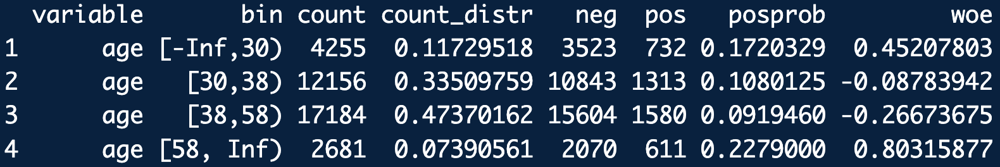 variable bin count count_distr neg pos posprob woe
1 age [-Inf,30) 4255 0.11729518 3523 732 0.1720329 0.45207803
2 age [30,38) 12156 0.33509759 10843 1313 0.1080125 -0.08783942
3 age [38,58) 17184 0.47370162 15604 1580 0.0919460 -0.26673675
4 age [58, Inf) 2681 0.07390561 2070 611 0.2279000 0.80315877